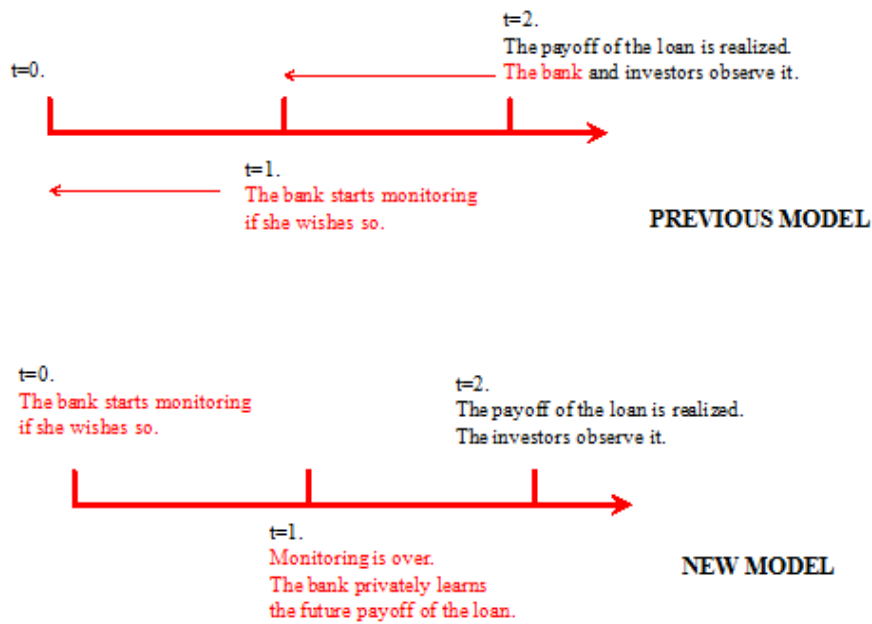 t=2.
The payoff of the loan is realized.
The bank and investors observe it.
t=0.
t=1.
The bank starts monitoring
if she wishes so.
PREVIOUS MODEL
t=0.
The bank starts monitoring
if she wishes so.
t=2.
The payoff of the loan is realized.
The investors observe it.
t=1.
Monitoring is over.
The bank privately learns
the future payoff of the loan.
NEW MODEL